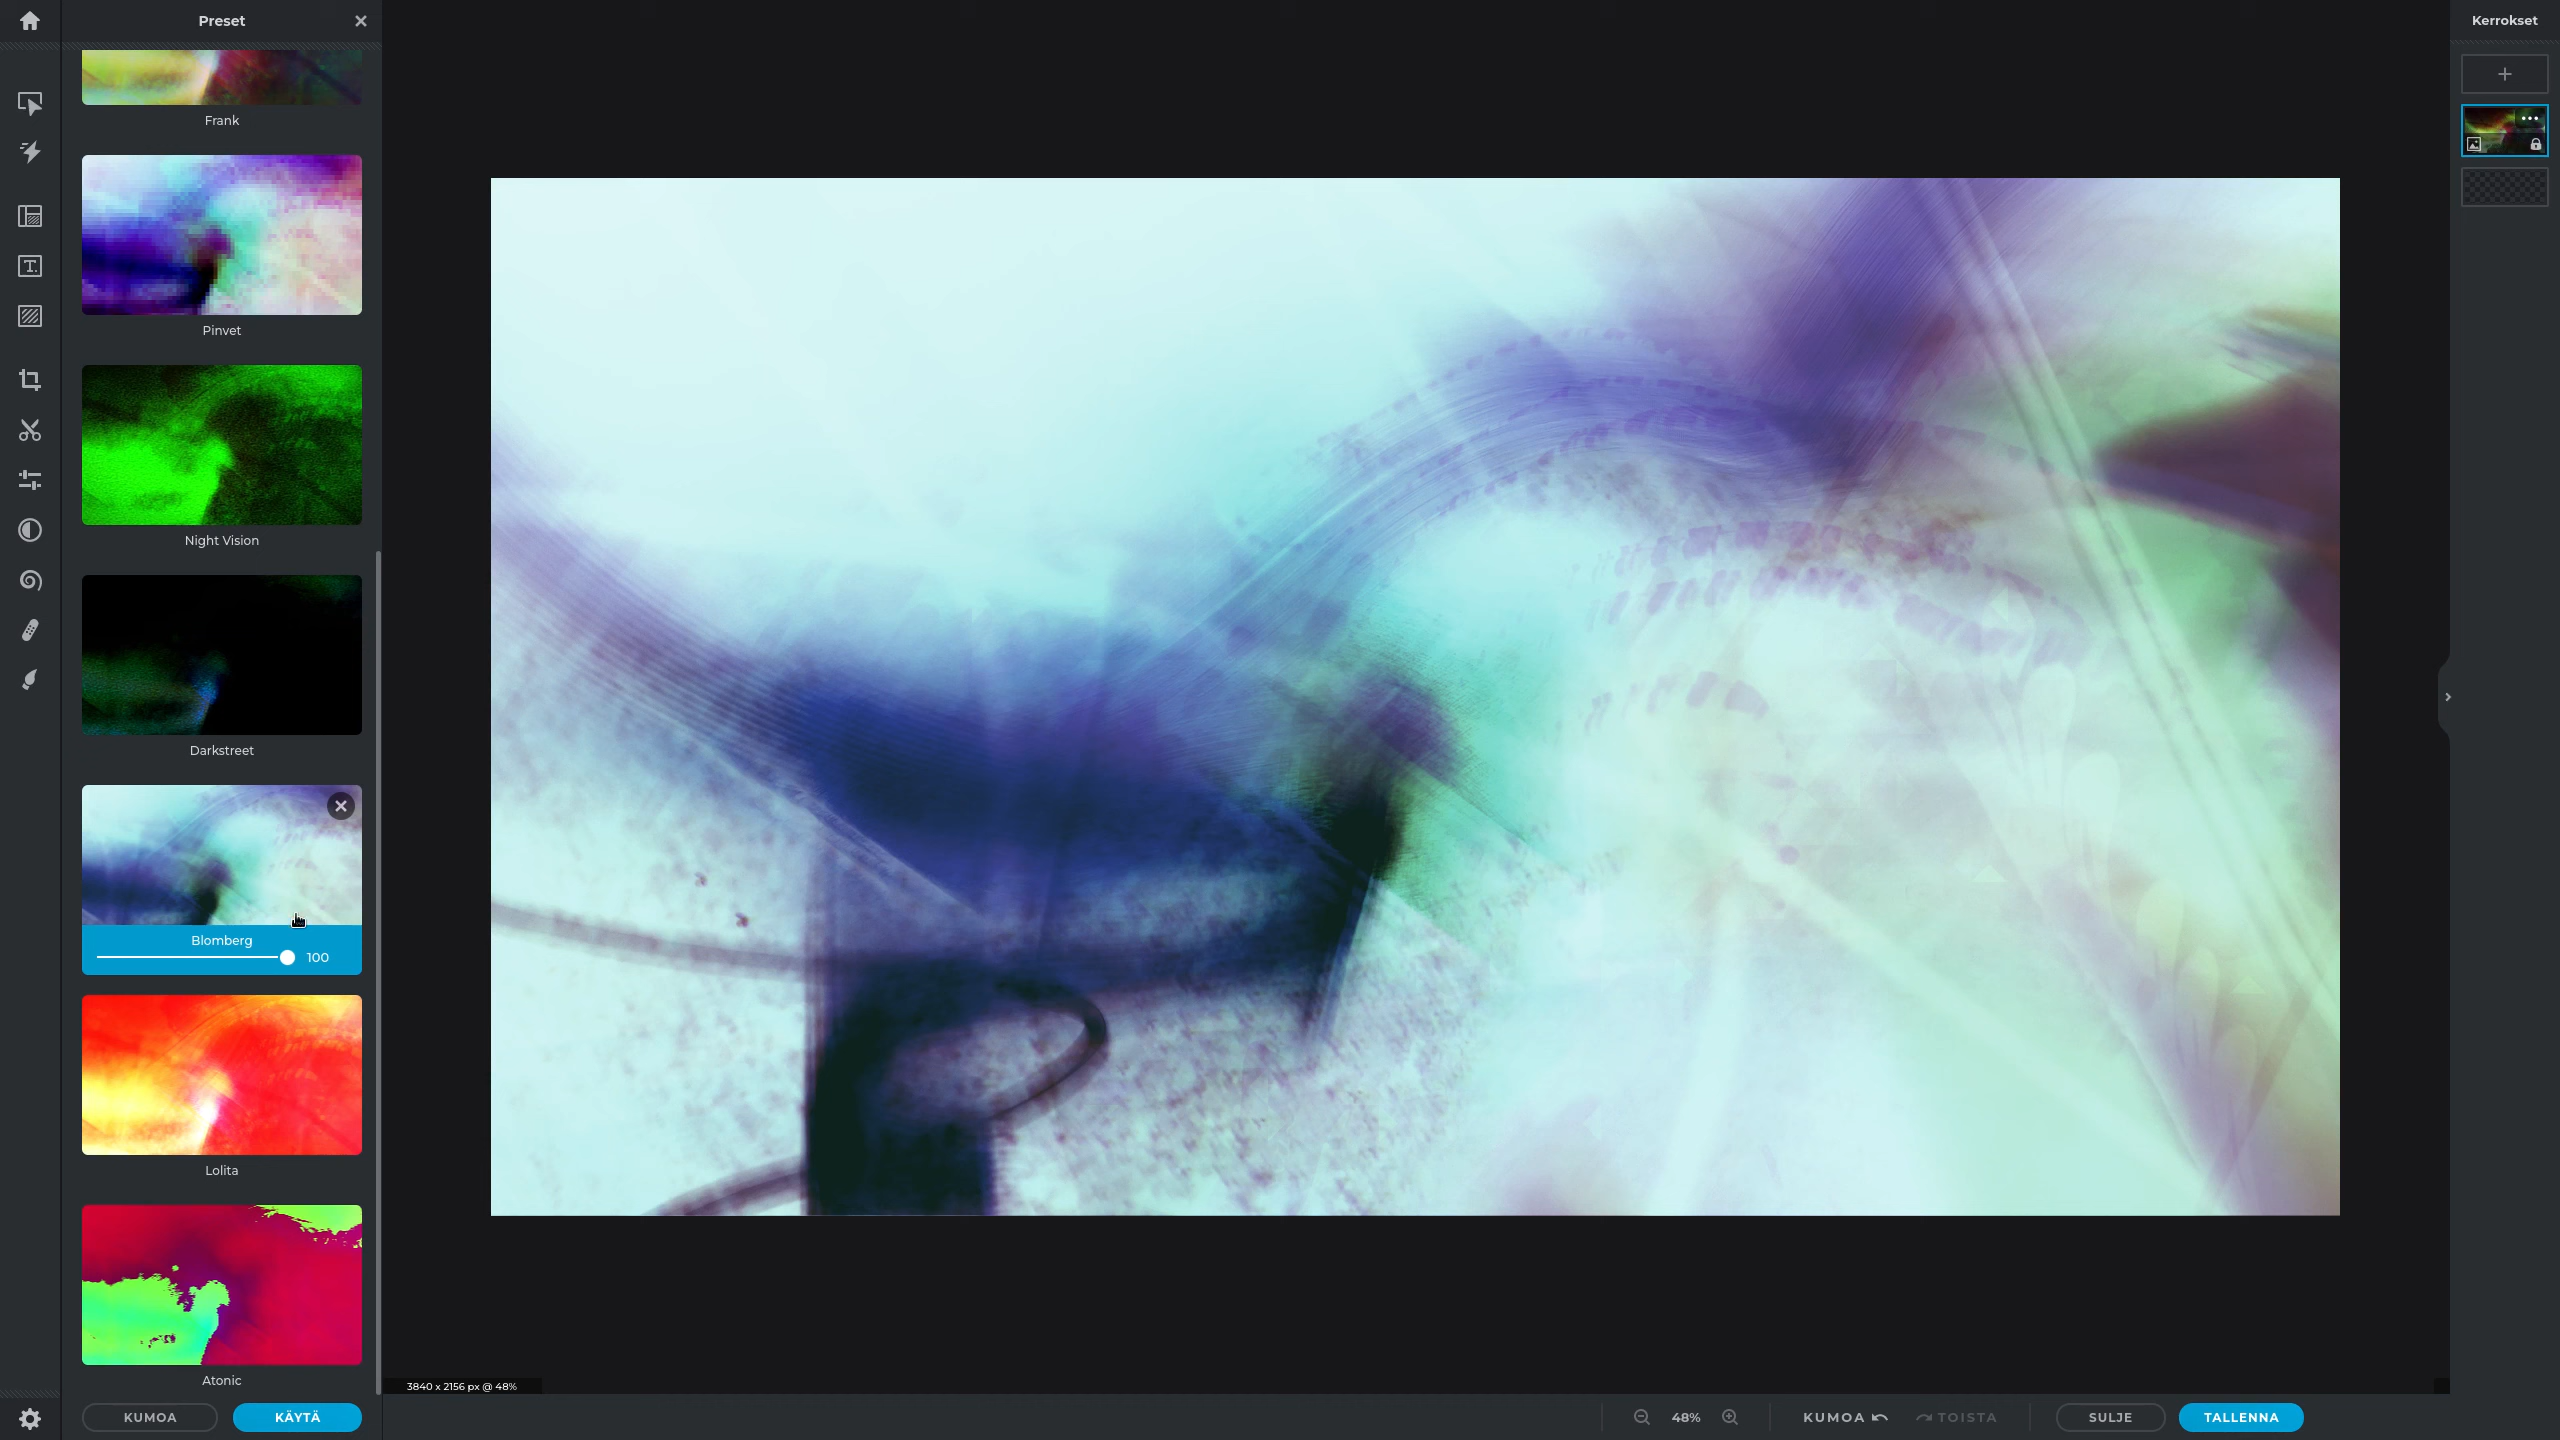 Preset
Kerrokset
Frank
Pinvet
Night Vision
Darkstreet
Blomberg
100
Lolita
Atonic
3840 x 2156 px @ 48%
KUMOA
KÄYTÄ
48%
KUMOA
TOISTA
SULJE
TALLENNA